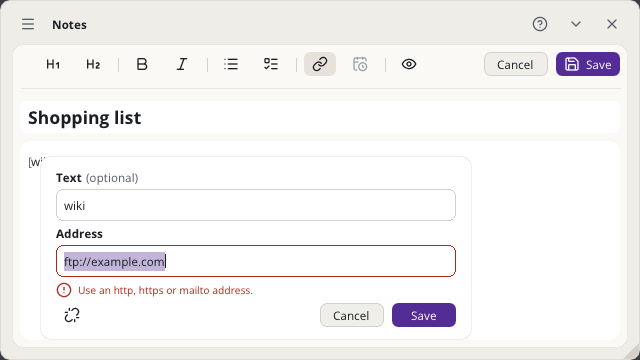 Notes
H1 H2 B I Cancel Save
Shopping list
[wi
Text (optional)
wiki
Address
ftp://example.com
Use an http, https or mailto address.
Cancel Save